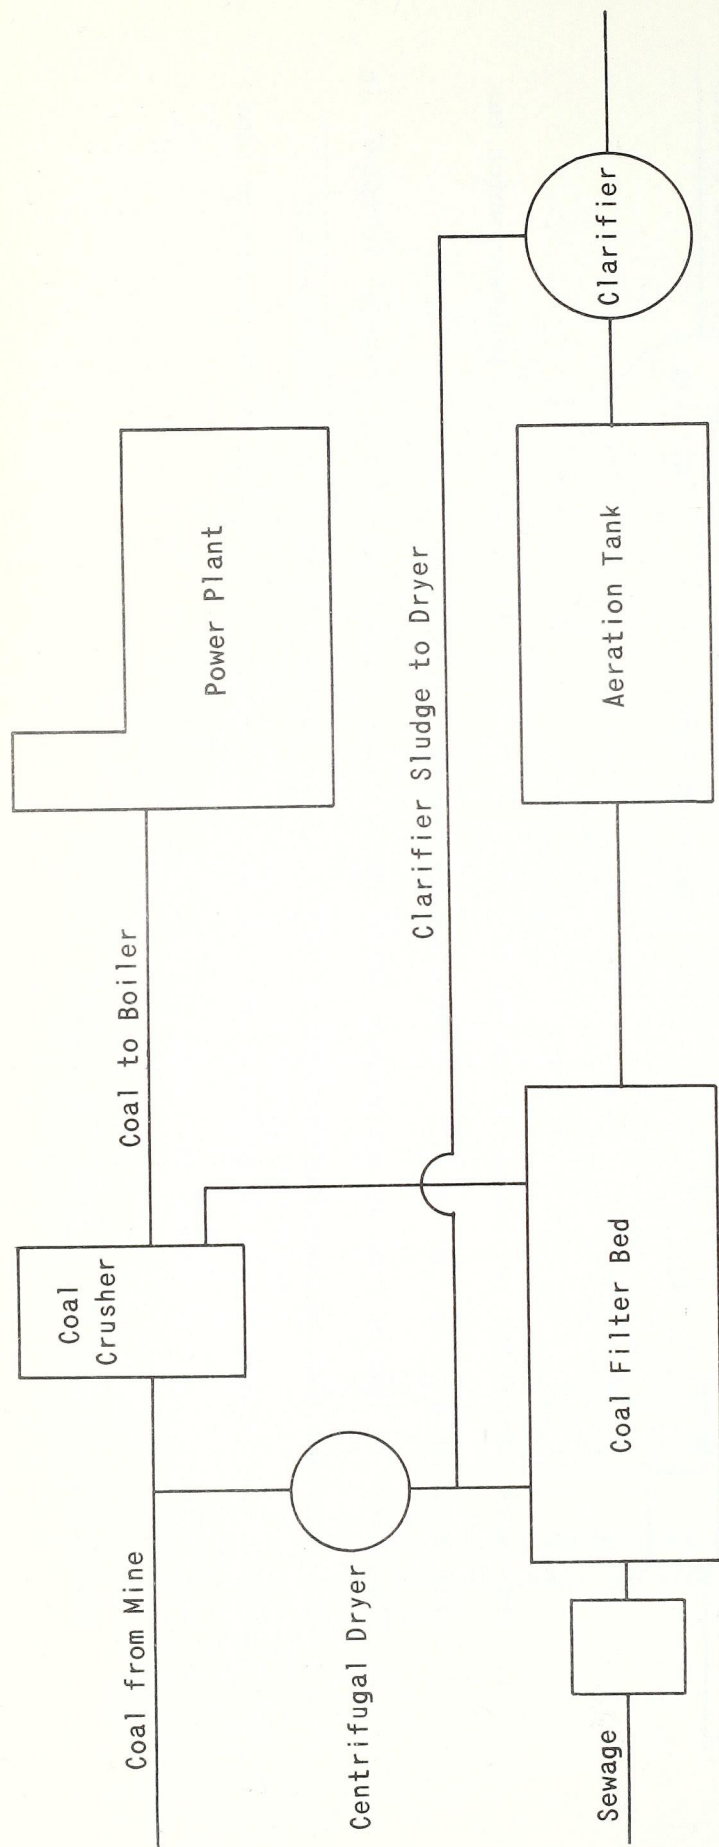 Coal from Mine
Coal
Crusher
Coal to Boiler
Power Plant
Centrifugal Dryer
Clarifier Sludge to Dryer
Sewage
Coal Filter Bed
Aeration Tank
Clarifier